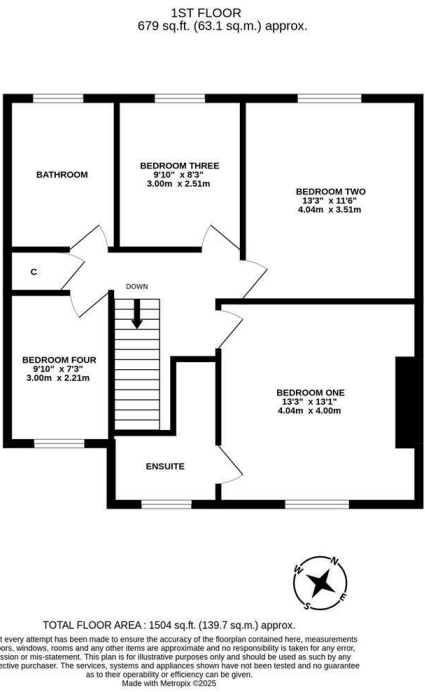 1ST FLOOR
679 sq.ft. (63.1 sq.m.) approx.
BATHROOM
BEDROOM THREE
9'10" x 8'3"
3.00m x 2.51m
BEDROOM TWO
13'3" x 11'6"
4.04m x 3.51m
C
DOWN
BEDROOM FOUR
9'10" x 7'3"
3.00m x 2.21m
BEDROOM ONE
13'3" x 13'1"
4.04m x 4.00m
ENSUITE
N
W
E
S
TOTAL FLOOR AREA : 1504 sq.ft. (139.7 sq.m.) approx.
t every attempt has been made to ensure the accuracy of the floorplan contained here, measurements
oors, windows, rooms and any other items are approximate and no responsibility is taken for any error,
ssion or mis-statement. This plan is for illustrative purposes only and should be used as such by any
ective purchaser. The services, systems and appliances shown have not been tested and no guarantee
as to their operability or efficiency can be given.
Made with Metropix ©2025